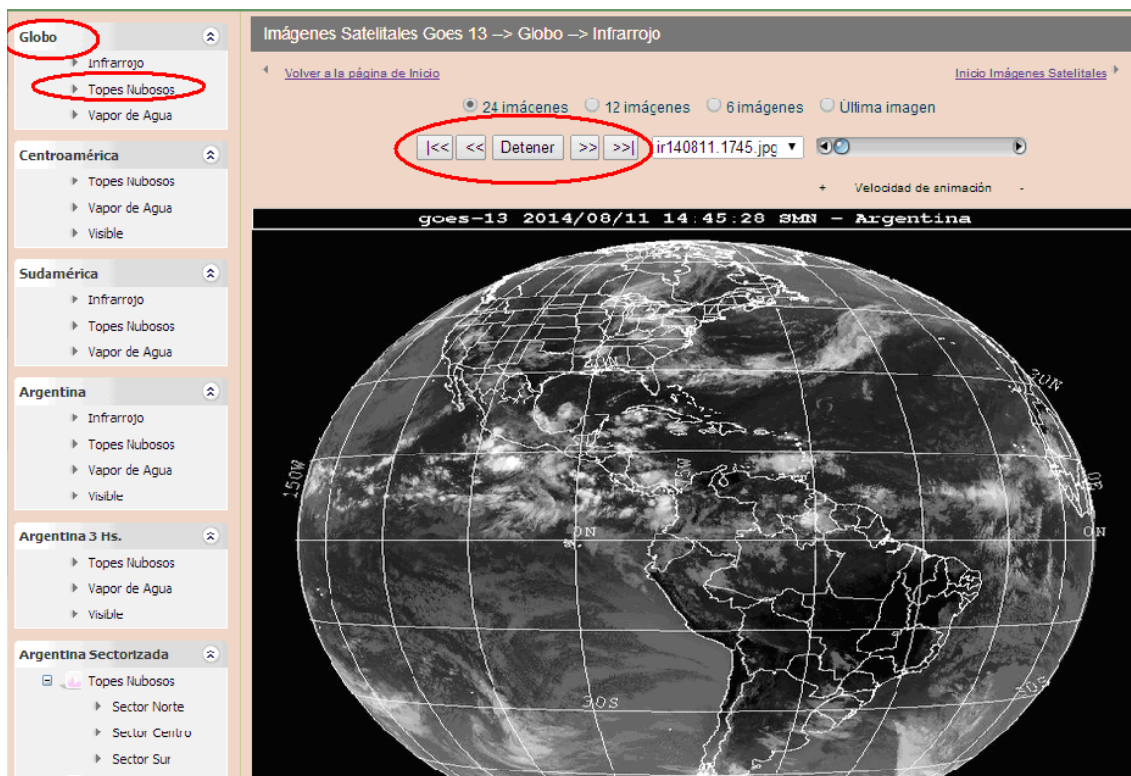 Globo
Infrarrojo
Topes Nubosos
Vapor de Agua
Centroamérica
Topes Nubosos
Vapor de Agua
Visible
Sudamérica
Infrarrojo
Topes Nubosos
Vapor de Agua
Argentina
Infrarrojo
Topes Nubosos
Vapor de Agua
Visible
Argentina 3 Hs.
Topes Nubosos
Vapor de Agua
Visible
Argentina Sectorizada
Topes Nubosos
Sector Norte
Sector Centro
Sector Sur
Imágenes Satelitales Goes 13 --> Globo --> Infrarrojo
Volver a la página de Inicio Inicio Imágenes Satelitales
24 imágenes 12 imágenes 6 imágenes Última imagen
|<< << Detener >> >>| ir140811.1745.jpg
+ Velocidad de animación -
goes-13 2014/08/11 14:45:28 SMN - Argentina
20N
150W
75W
0N
0N
30S